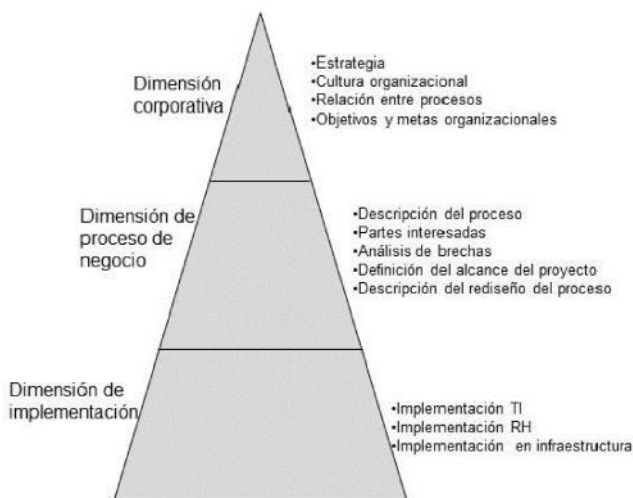 Dimensión
corporativa
•Estrategia
•Cultura organizacional
•Relación entre procesos
•Objetivos y metas organizacionales
Dimensión de
proceso de
negocio
•Descripción del proceso
•Partes interesadas
•Análisis de brechas
•Definición del alcance del proyecto
•Descripción del rediseño del proceso
Dimensión de
implementación
•Implementación TI
•Implementación RH
•Implementación en infraestructura